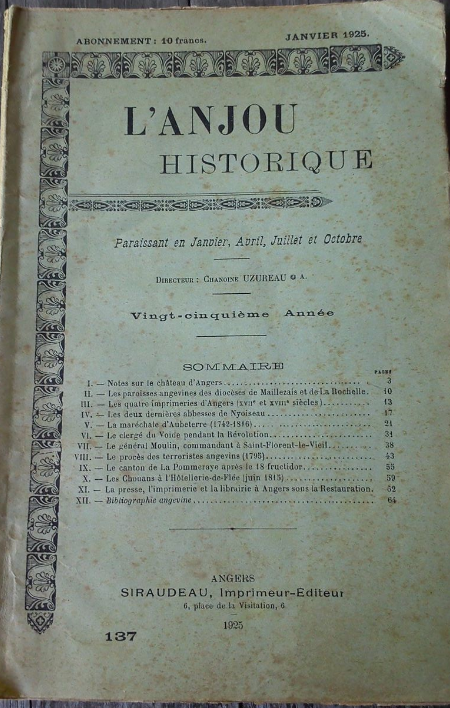 ABONNEMENT : 10 francs. JANVIER 1925.
L'ANJOU
HISTORIQUE
Paraissant en Janvier, Avril, Juillet et Octobre
DIRECTEUR : CHANOINE UZUREAU A.
Vingt-cinquième Année
SOMMAIRE
PAGES
I. — Notes sur le château d'Angers 3
II. — Les paroisses angevines des diocèses de Maillezais et de La Rochelle. 10
III. — Les quatre imprimeries d'Angers (XVIIe et XVIIIe siècles) 13
IV. — Les deux dernières abbesses de Nyoiseau 17
V. — La maréchale d'Aubeterre (1742-1816) 21
VI. — Le clergé du Voide pendant la Révolution 31
VII. — Le général Moulin, commandant à Saint-Florent-le-Vieil 38
VIII. — Le procès des terroristes angevins (1795) 43
IX. — Le canton de La Pommeraye après le 18 fructidor 55
X. — Les Chouans à l'Hôtellerie-de-Flée (juin 1815) 59
XI. — La presse, l'imprimerie et la librairie à Angers sous la Restauration. 62
XII. — Bibliographie angevine 64
ANGERS
SIRAUDEAU, Imprimeur-Editeur
6, place de la Visitation, 6
1925
137